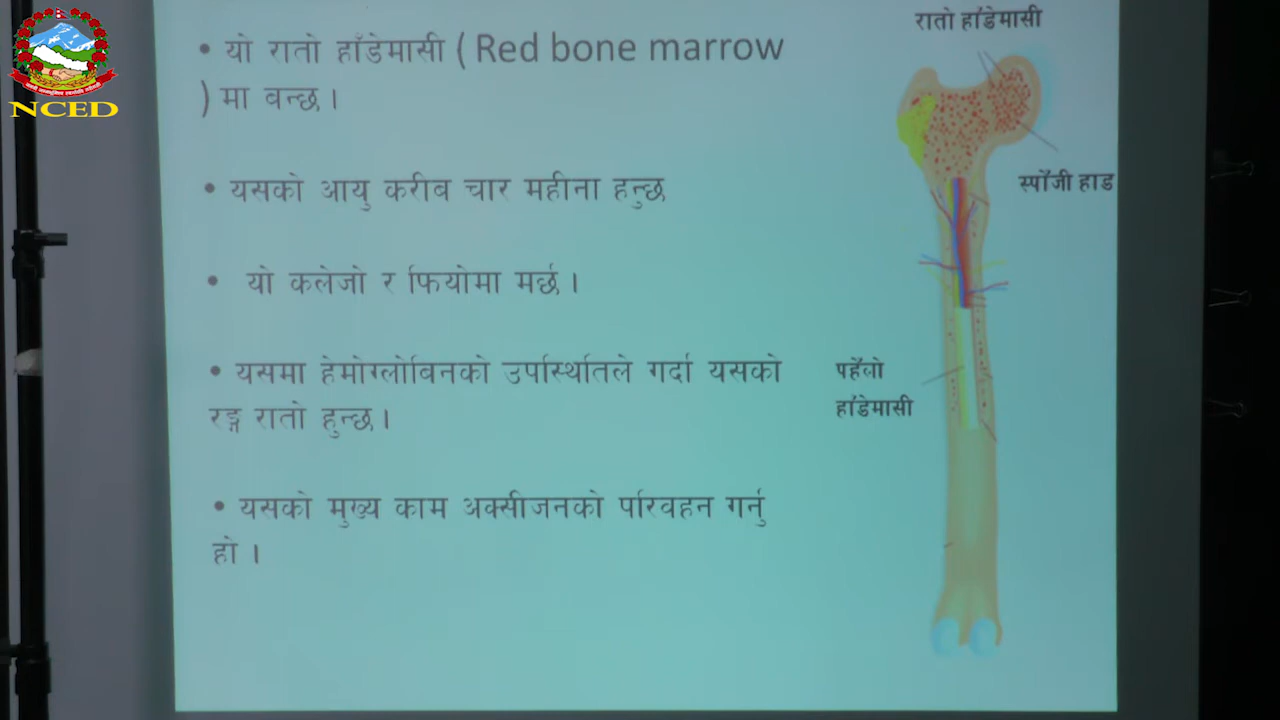 NCED
• यो रातो हाँडेमासी ( Red bone marrow
) मा बन्छ ।
• यसको आयु करीब चार महीना हनुछ
• यो कलेजो र फियोमा मर्छ ।
• यसमा हेमोग्लोबिनको उपस्थितिले गर्दा यसको
रङ्ग रातो हुन्छ ।
• यसको मुख्य काम अक्सीजनको परिवहन गर्नु
हो ।
रातो हाँडेमासी
स्पोँजी हाड
पहेँलो
हाँडेमासी